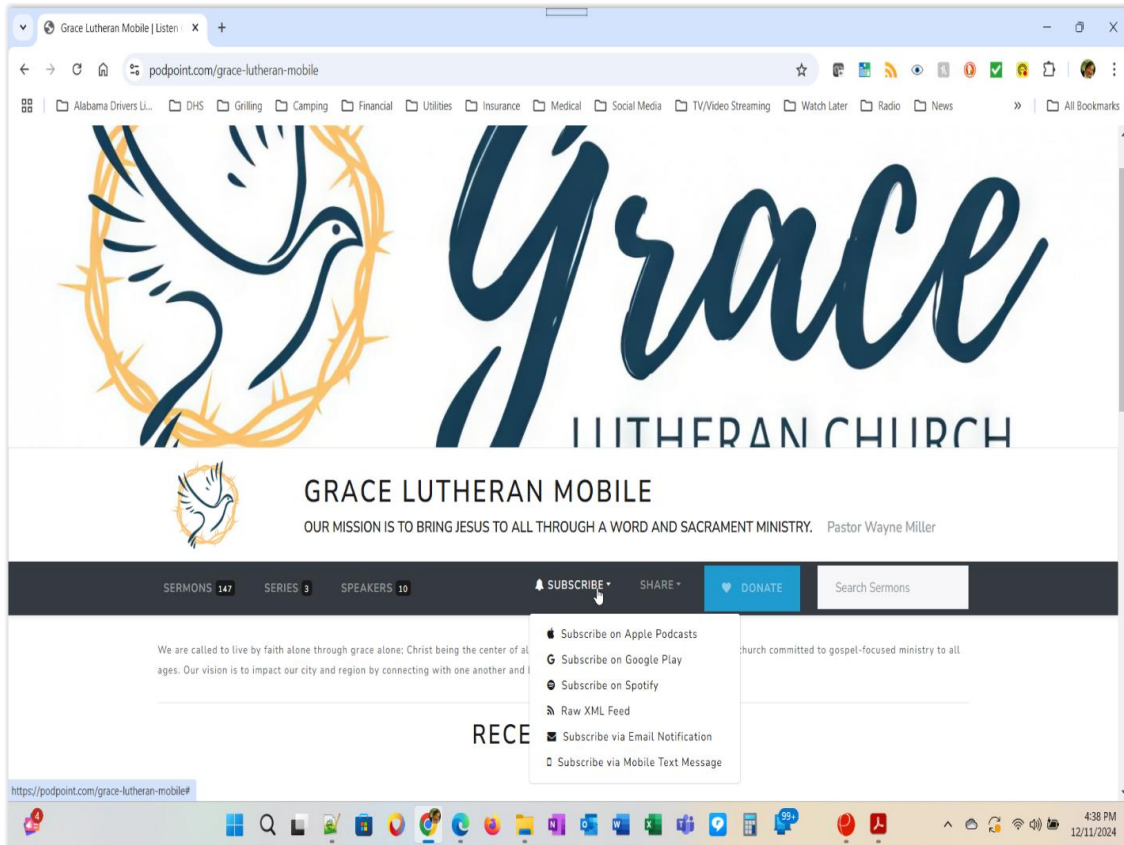 Grace Lutheran Mobile | Listen
podpoint.com/grace-lutheran-mobile
Alabama Drivers Li... DHS Grilling Camping Financial Utilities Insurance Medical Social Media TV/Video Streaming Watch Later Radio News » All Bookmarks
grace
LUTHERAN CHURCH
GRACE LUTHERAN MOBILE
OUR MISSION IS TO BRING JESUS TO ALL THROUGH A WORD AND SACRAMENT MINISTRY. Pastor Wayne Miller
SERMONS 147 SERIES 3 SPEAKERS 10 SUBSCRIBE SHARE DONATE Search Sermons
Subscribe on Apple Podcasts
Subscribe on Google Play
Subscribe on Spotify
Raw XML Feed
Subscribe via Email Notification
Subscribe via Mobile Text Message
We are called to live by faith alone through grace alone; Christ being the center of al church committed to gospel-focused ministry to all
ages. Our vision is to impact our city and region by connecting with one another and
RECE
https://podpoint.com/grace-lutheran-mobile#
4
99+
4:38 PM
12/11/2024